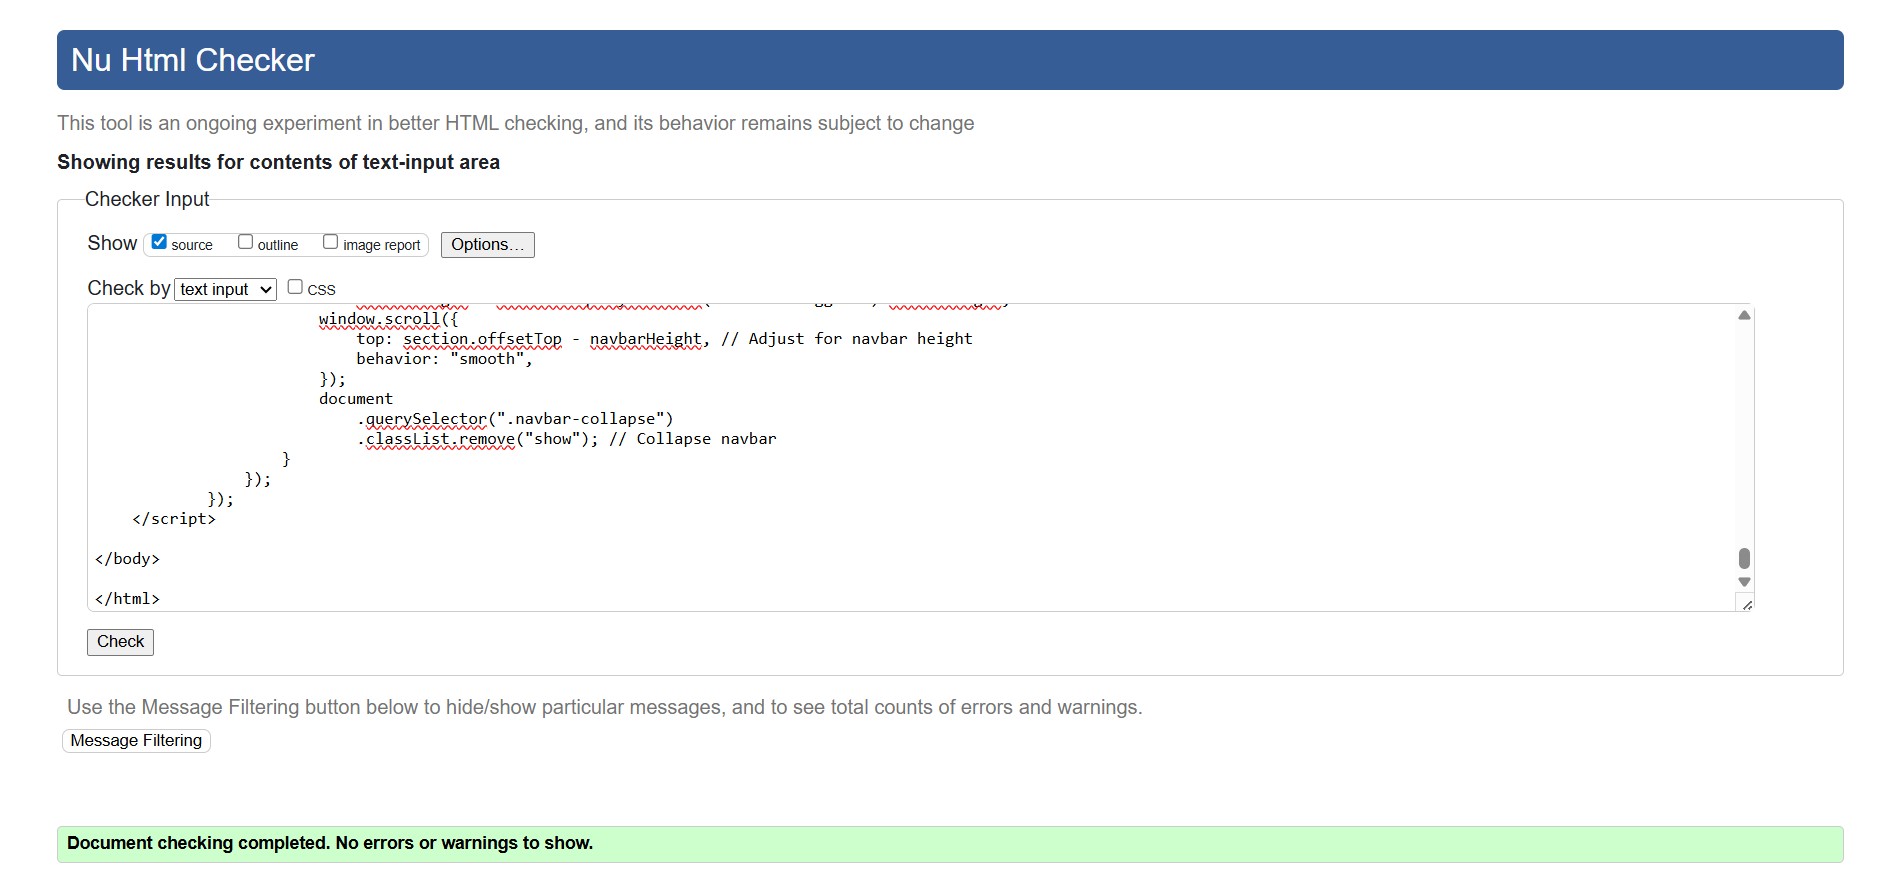 Nu Html Checker
This tool is an ongoing experiment in better HTML checking, and its behavior remains subject to change
Showing results for contents of text-input area
Checker Input
Show source outline image report Options...
Check by text input CSS
window.scroll({
top: section.offsetTop - navbarHeight, // Adjust for navbar height
behavior: "smooth",
});
document
.querySelector(".navbar-collapse")
.classList.remove("show"); // Collapse navbar
}
});
});
</script>
</body>
</html>
Check
Use the Message Filtering button below to hide/show particular messages, and to see total counts of errors and warnings.
Message Filtering
Document checking completed. No errors or warnings to show.